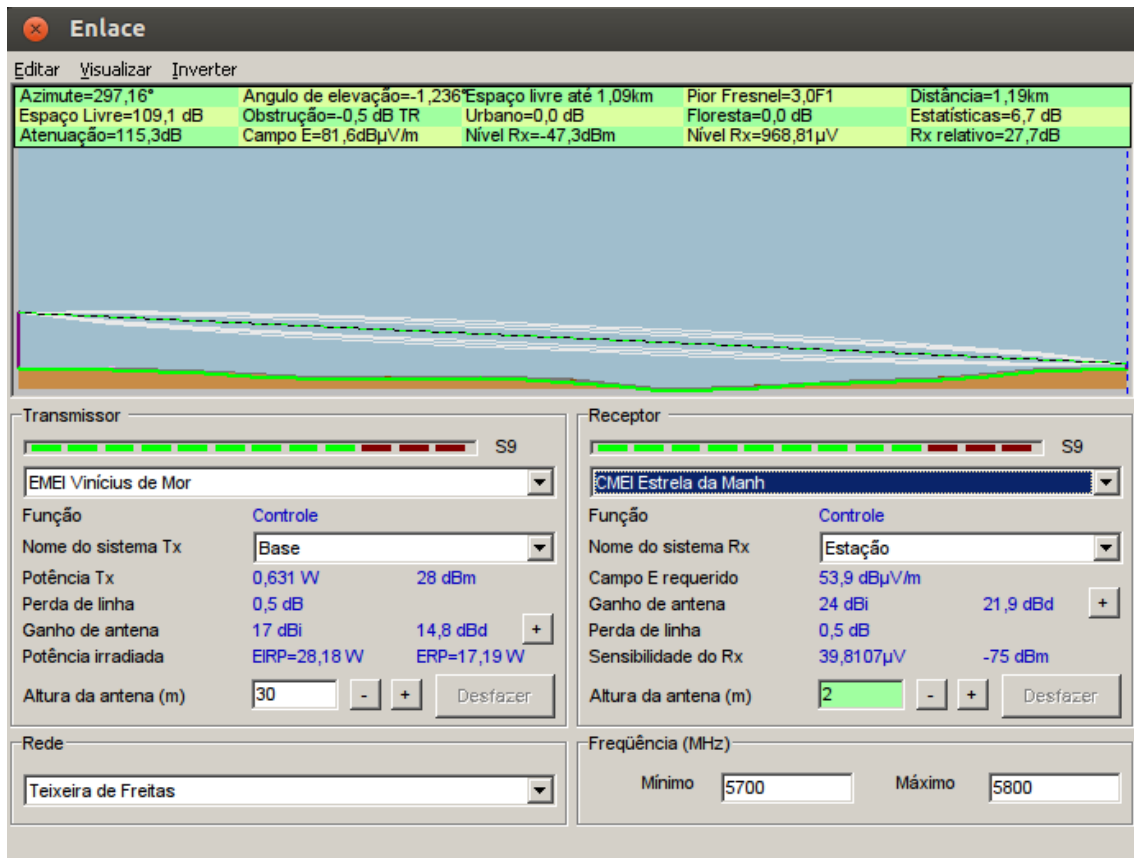 Enlace
Editar Visualizar Inverter
Azimute=297,16° Angulo de elevação=-1,236° Espaço livre até 1,09km Pior Fresnel=3,0F1 Distância=1,19km
Espaço Livre=109,1 dB Obstrução=-0,5 dB TR Urbano=0,0 dB Floresta=0,0 dB Estatísticas=6,7 dB
Atenuação=115,3dB Campo E=81,6dBµV/m Nível Rx=-47,3dBm Nível Rx=968,81µV Rx relativo=27,7dB
Transmissor
S9
EMEI Vinícius de Mor
Função Controle
Nome do sistema Tx Base
Potência Tx 0,631 W 28 dBm
Perda de linha 0,5 dB
Ganho de antena 17 dBi 14,8 dBd +
Potência irradiada EIRP=28,18 W ERP=17,19 W
Altura da antena (m) 30 - + Desfazer
Rede
Teixeira de Freitas
Receptor
S9
CMEI Estrela da Manh
Função Controle
Nome do sistema Rx Estação
Campo E requerido 53,9 dBµV/m
Ganho de antena 24 dBi 21,9 dBd +
Perda de linha 0,5 dB
Sensibilidade do Rx 39,8107µV -75 dBm
Altura da antena (m) 2 - + Desfazer
Freqüência (MHz)
Mínimo 5700 Máximo 5800